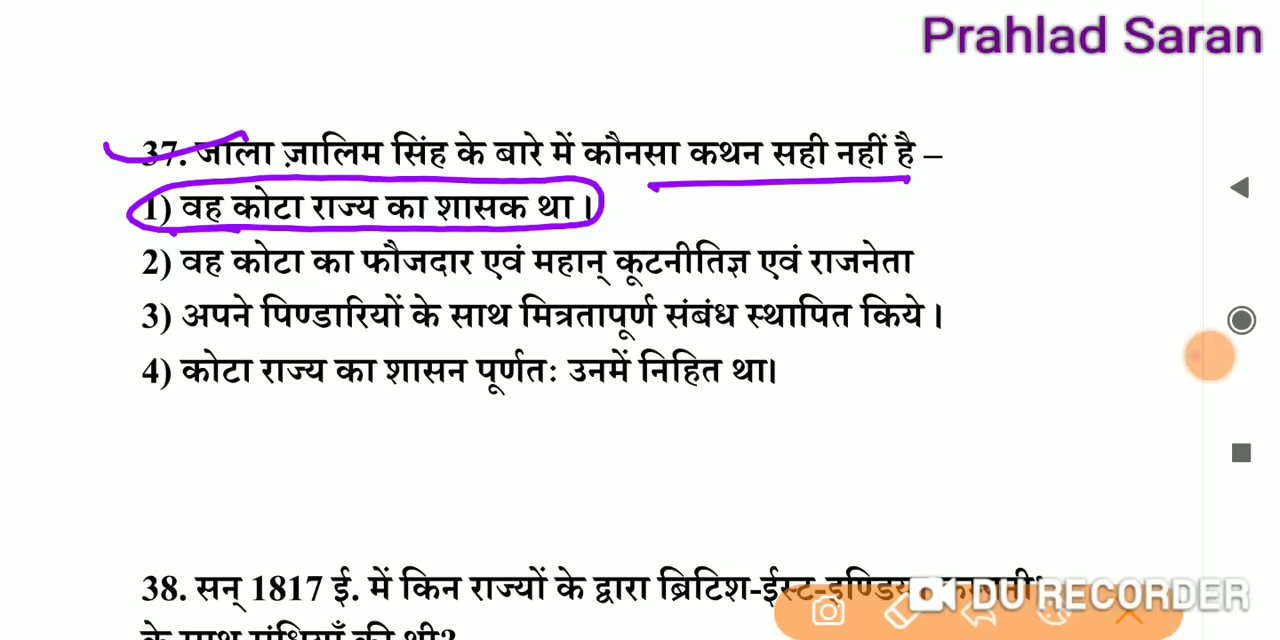 Prahlad Saran
37. जाला ज़ालिम सिंह के बारे में कौनसा कथन सही नहीं है –
1) वह कोटा राज्य का शासक था ।
2) वह कोटा का फौजदार एवं महान् कूटनीतिज्ञ एवं राजनेता
3) अपने पिण्डारियों के साथ मित्रतापूर्ण संबंध स्थापित किये ।
4) कोटा राज्य का शासन पूर्णतः उनमें निहित था।
38. सन् 1817 ई. में किन राज्यों के द्वारा ब्रिटिश-ईस्ट-इण्डिया
DU RECORDER
के साथ संधियाँ की थी?